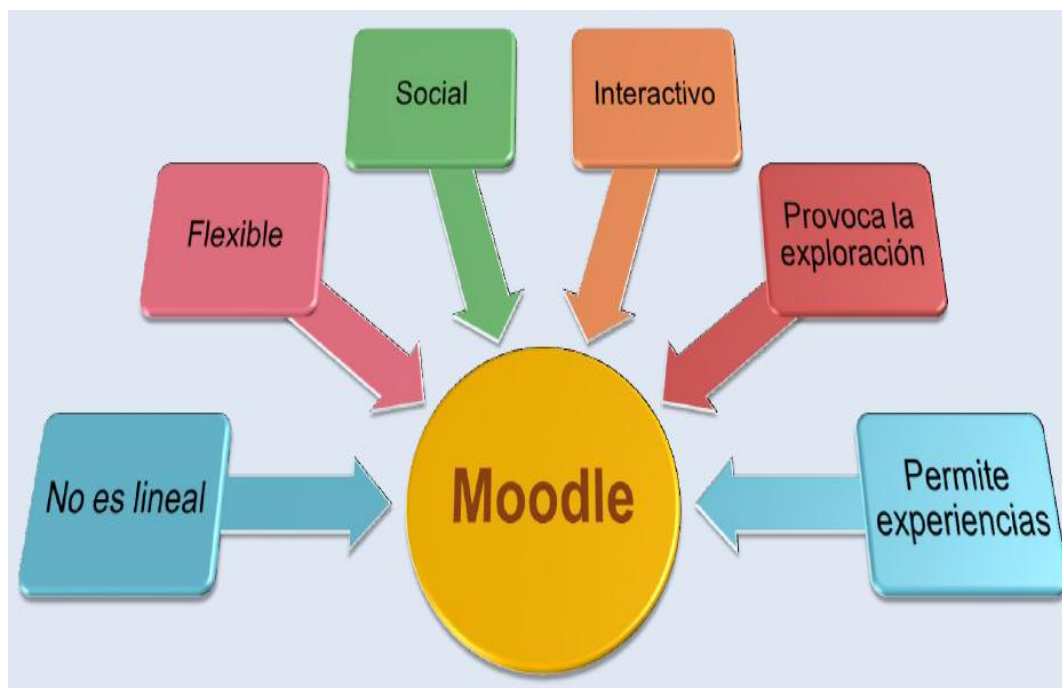 Social
Interactivo
Flexible
Provoca la
exploración
No es lineal
Moodle
Permite
experiencias